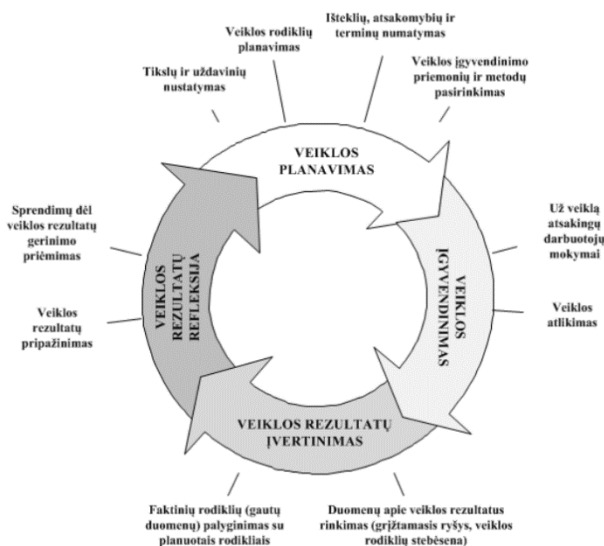 Išteklių, atsakomybių ir
terminų numatymas
Veiklos rodiklių
planavimas
Veiklos įgyvendinimo
priemonių ir metodų
pasirinkimas
Tikslų ir uždavinių
nustatymas
VEIKLOS
PLANAVIMAS
Už veiklą
atsakingų
darbuotojų
mokymai
Veiklos
atlikimas
VEIKLOS
ĮGYVENDINIMAS
Sprendimų dėl
veiklos rezultatų
gerinimo
priėmimas
Veiklos
rezultatų
pripažinimas
VEIKLOS
REZULTATŲ
REFLEKSIJA
VEIKLOS REZULTATŲ
ĮVERTINIMAS
Faktinių rodiklių (gautų
duomenų) palyginimas su
planuotais rodikliais
Duomenų apie veiklos rezultatus
rinkimas (grįžtamasis ryšys, veiklos
rodiklių stebėsena)